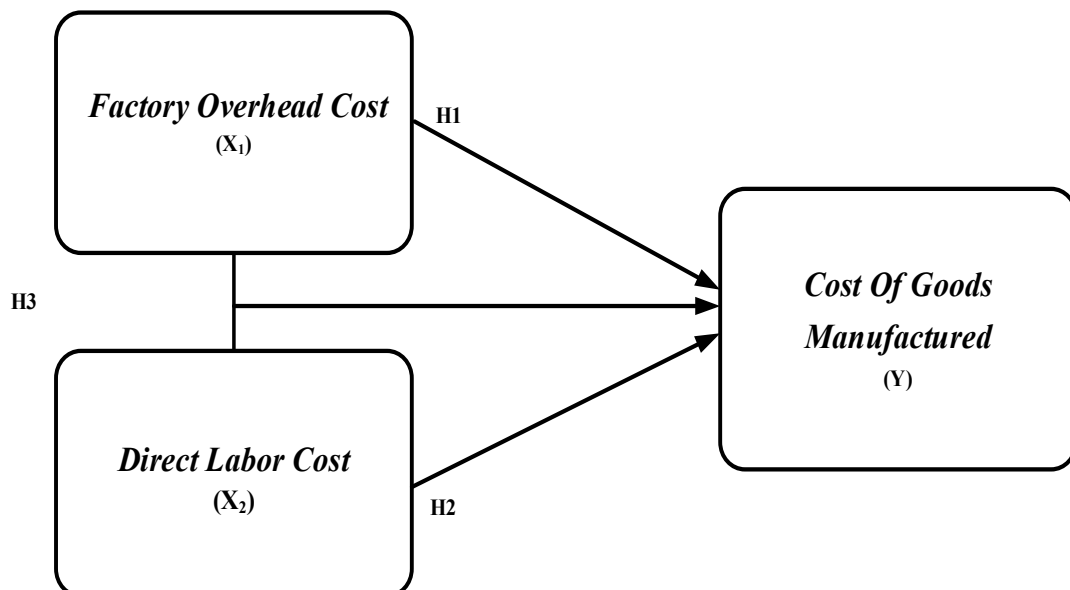 Factory Overhead Cost
(X₁)
H1
Cost Of Goods
Manufactured
(Y)
H3
Direct Labor Cost
(X₂)
H2